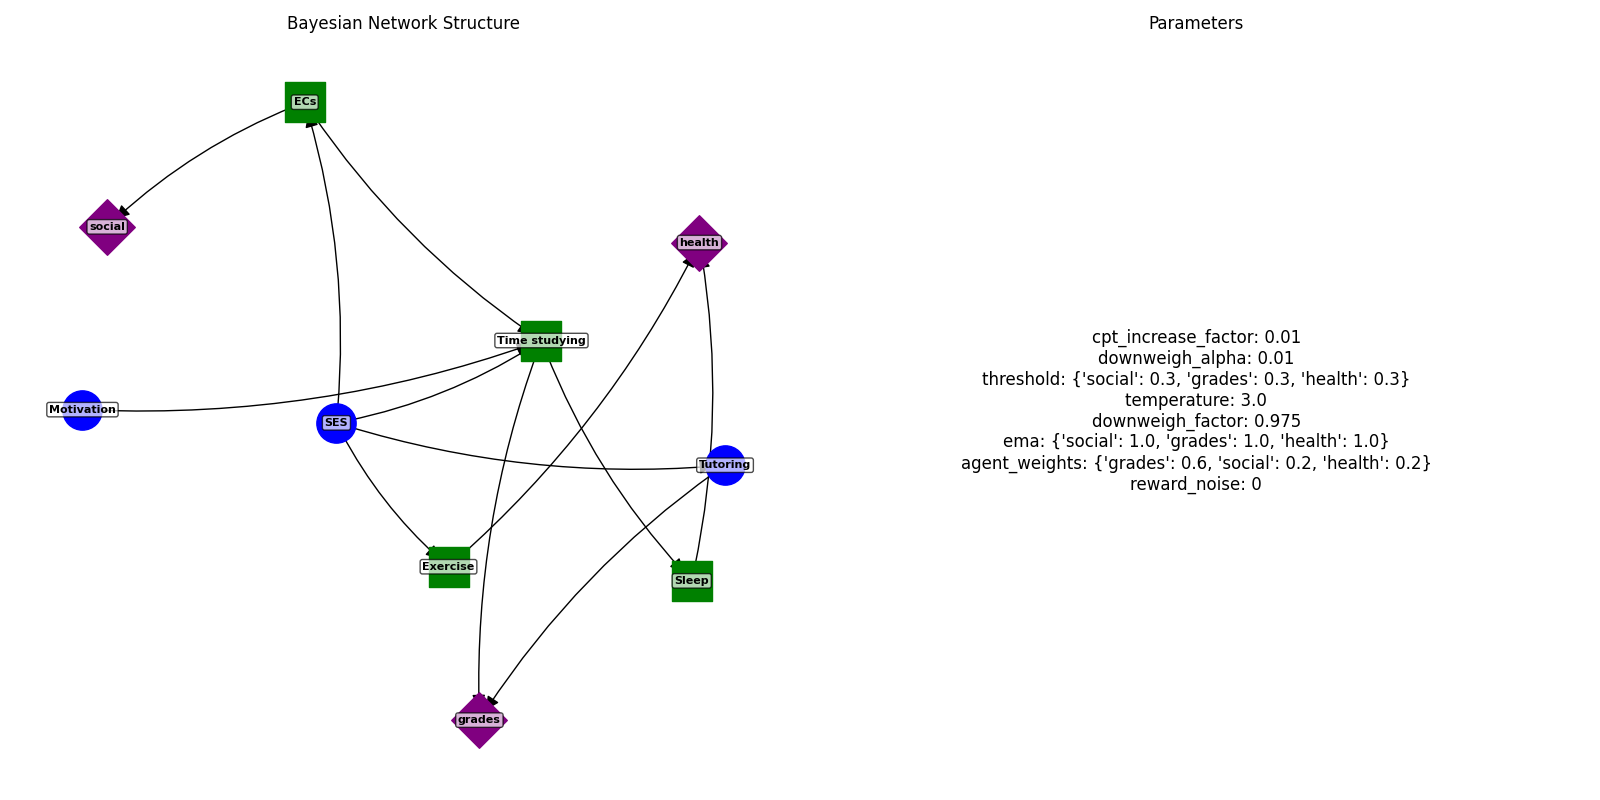 Bayesian Network Structure
Parameters
ECs
social
health
Time studying
Motivation
SES
Tutoring
Exercise
Sleep
grades
cpt_increase_factor: 0.01
downweigh_alpha: 0.01
threshold: {'social': 0.3, 'grades': 0.3, 'health': 0.3}
temperature: 3.0
downweigh_factor: 0.975
ema: {'social': 1.0, 'grades': 1.0, 'health': 1.0}
agent_weights: {'grades': 0.6, 'social': 0.2, 'health': 0.2}
reward_noise: 0